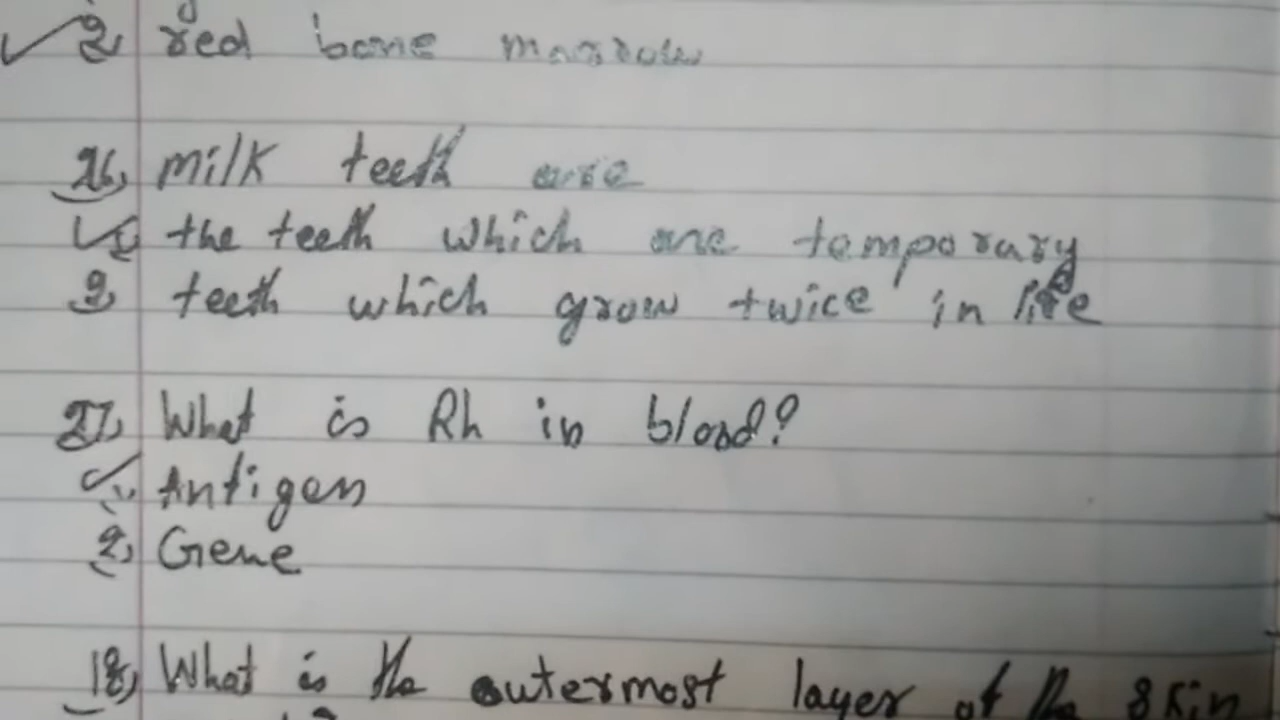 2) red bone marrow
26) milk teeth are
1) the teeth which are temporary
2) teeth which grow twice in life
27) What is Rh in blood?
1) Antigen
2) Gene
18) What is the outermost layer of the skin